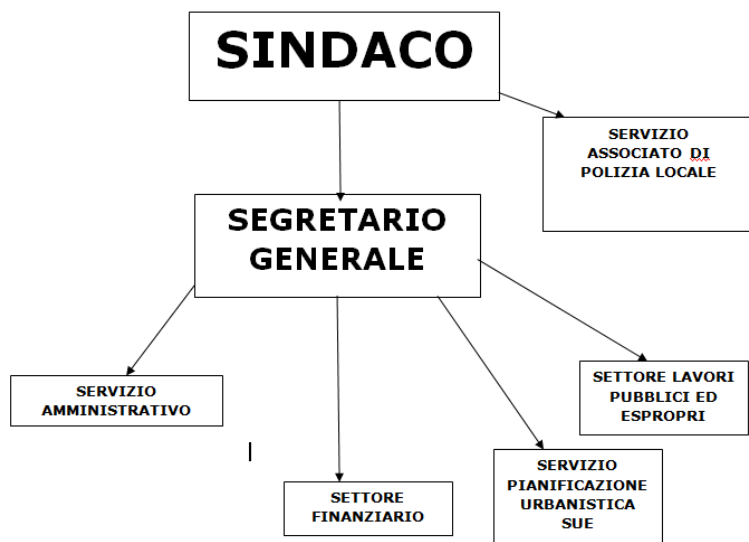 SINDACO
SERVIZIO
ASSOCIATO DI
POLIZIA LOCALE
SEGRETARIO
GENERALE
SERVIZIO
AMMINISTRATIVO
SETTORE LAVORI
PUBBLICI ED
ESPROPRI
SETTORE
FINANZIARIO
SERVIZIO
PIANIFICAZIONE
URBANISTICA
SUE